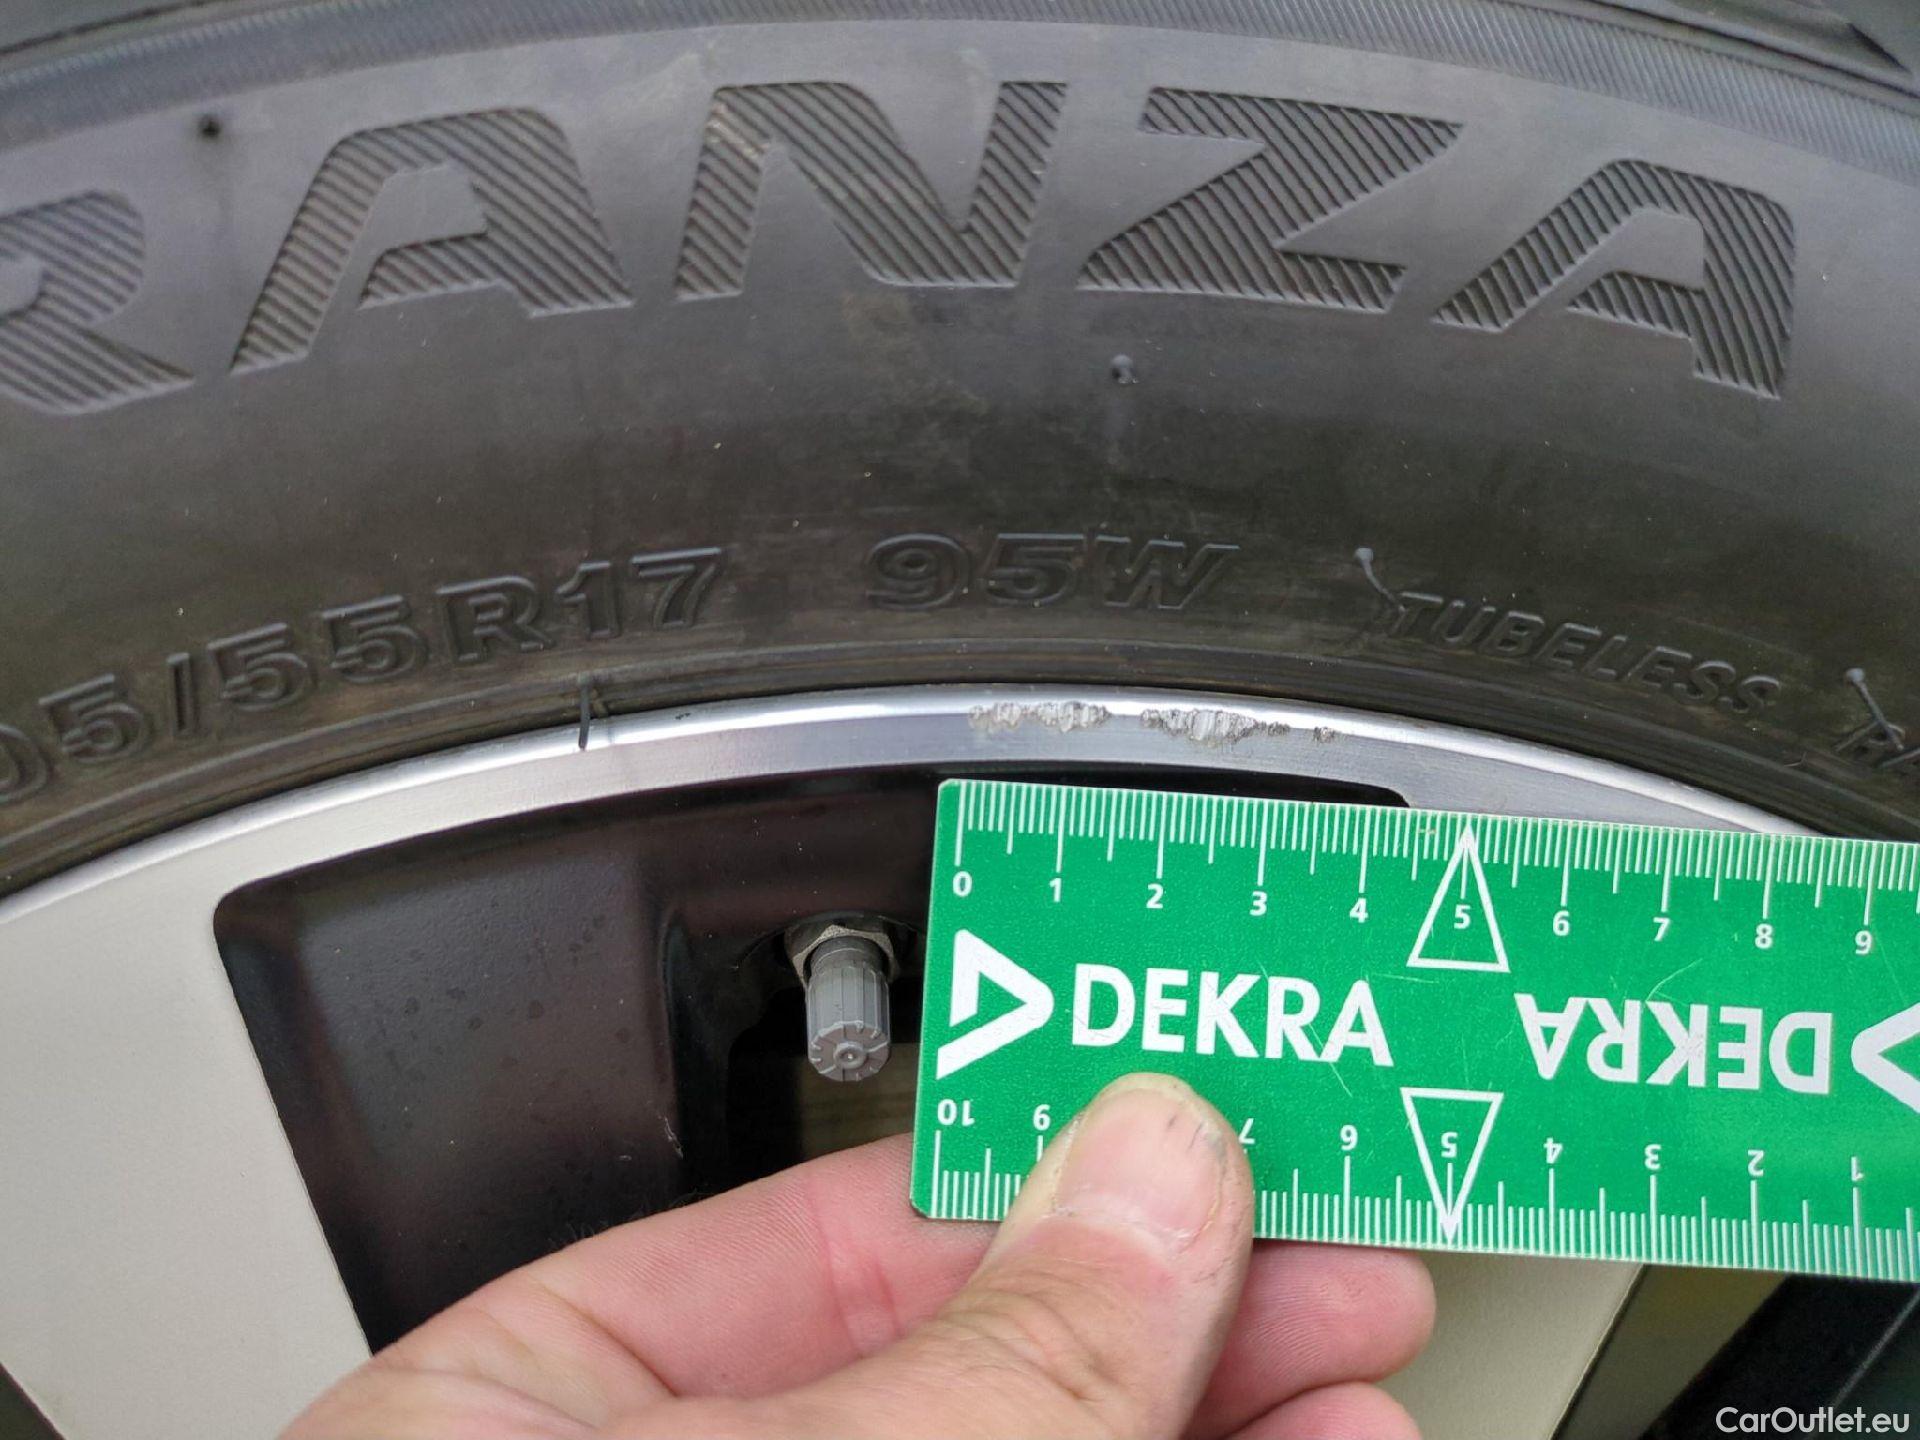 RANZA
05/55R17 95W TUBELESS
0 1 2 3 4 5 6 7 8 9
DEKRA DEKRA
10 9 7 6 5 4 3 2 1
CarOutlet.eu